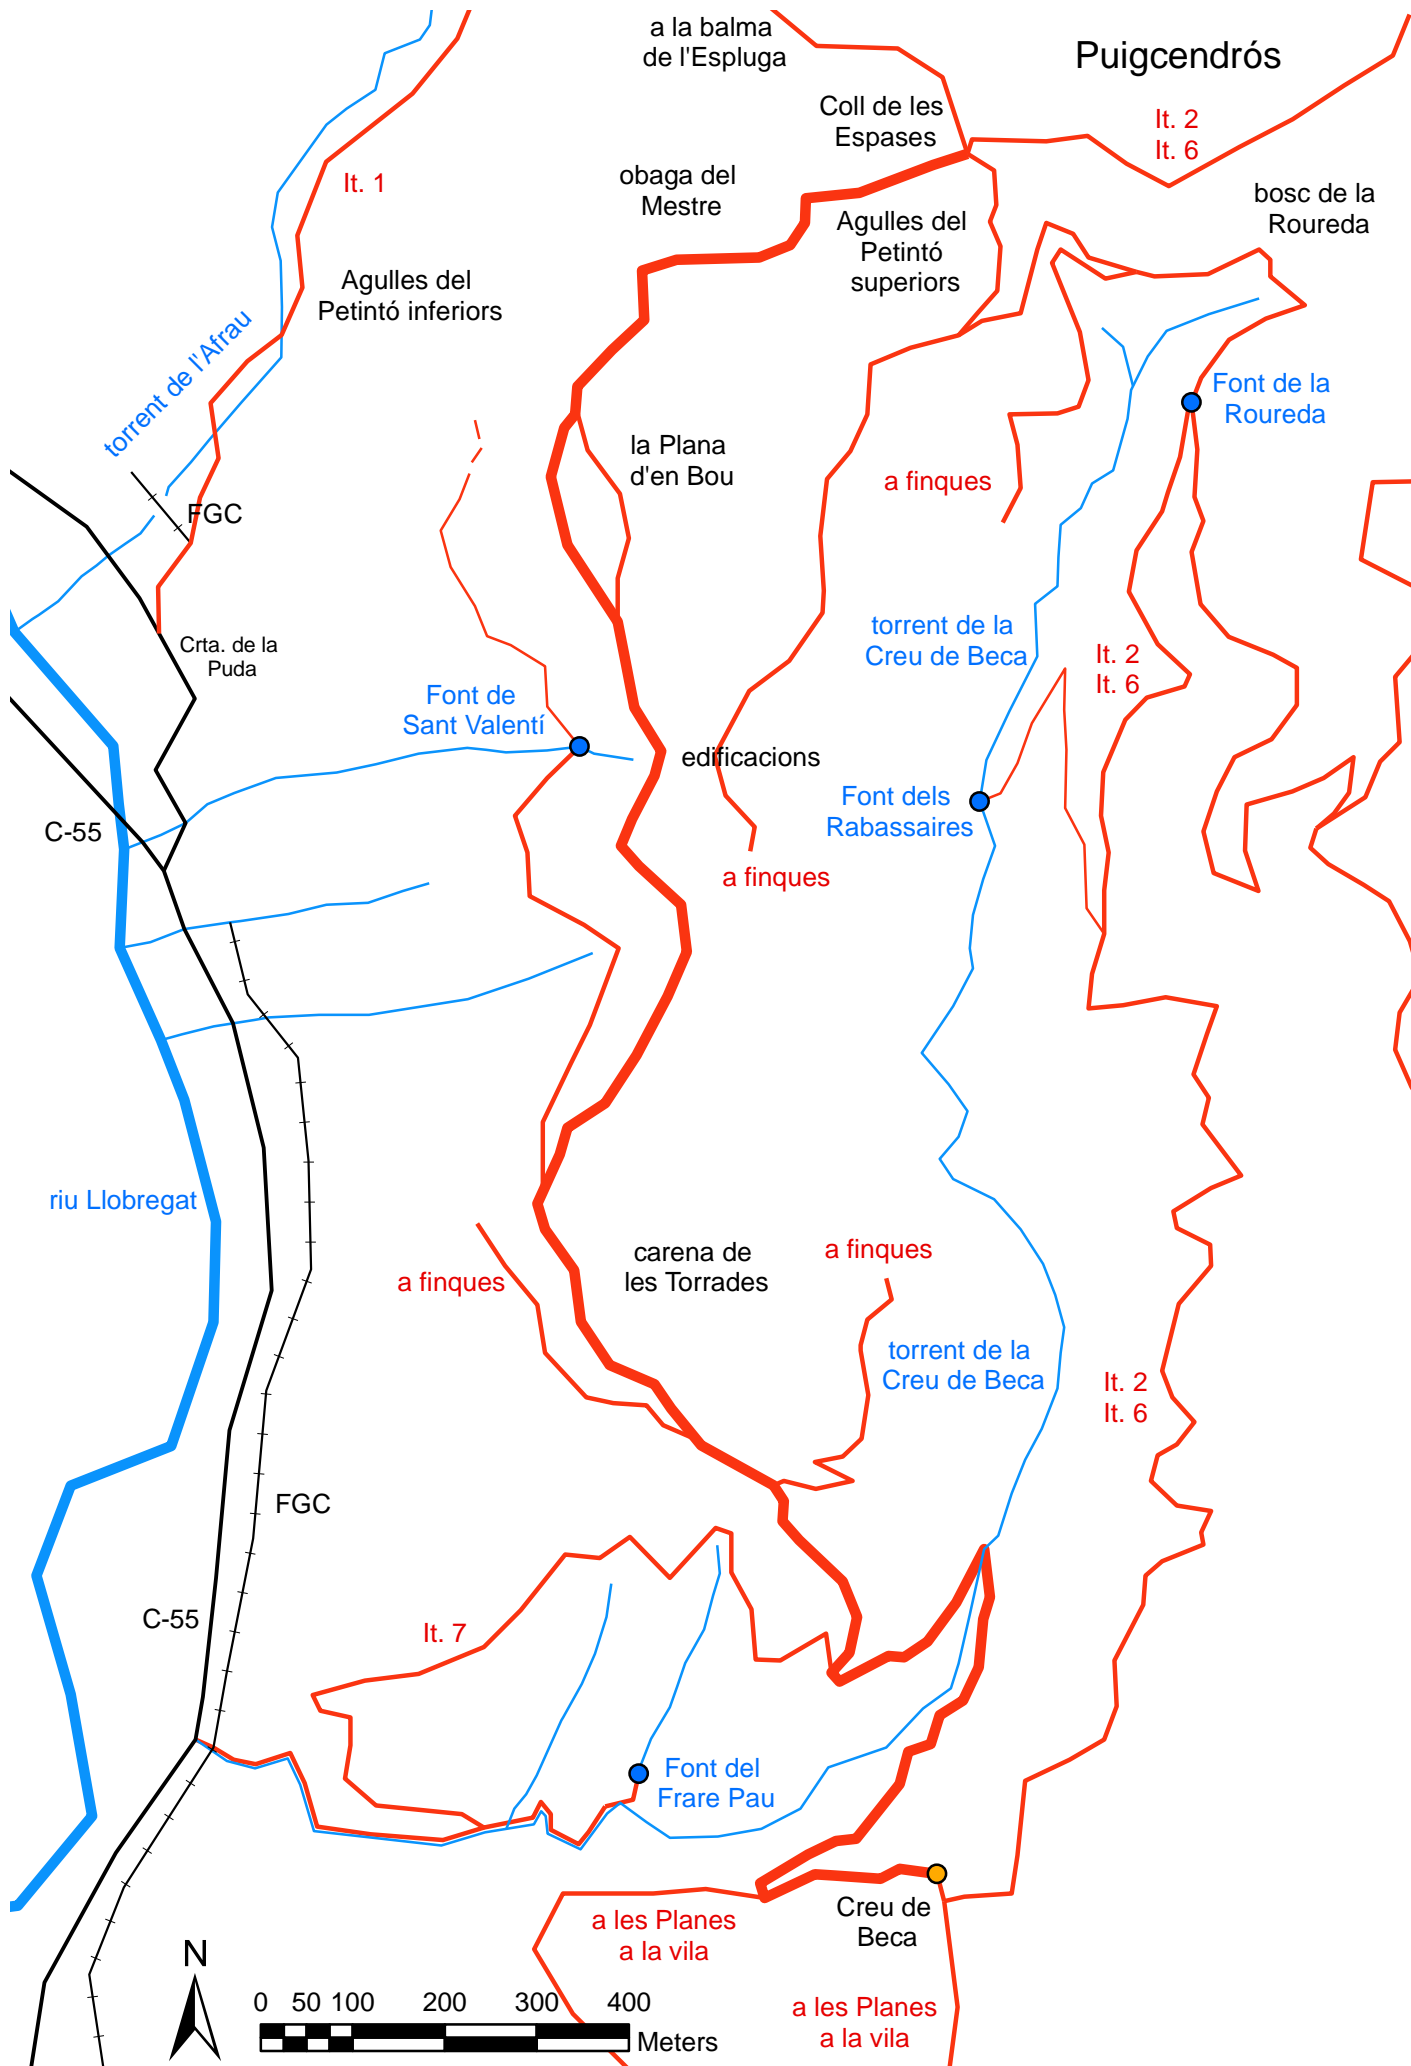 a la balma
de l'Espluga
Puigcendrós
Coll de les
Espases
It. 2
It. 6
It. 1
obaga del
Mestre
bosc de la
Roureda
Agulles del
Petintó
superiors
Agulles del
Petintó inferiors
torrent de l'Afrau
Font de la
Roureda
la Plana
d'en Bou
a finques
FGC
Crta. de la
Puda
torrent de la
Creu de Beca
It. 2
It. 6
Font de
Sant Valentí
edificacions
Font dels
Rabassaires
C-55
a finques
riu Llobregat
carena de
les Torrades
a finques
a finques
torrent de la
Creu de Beca
It. 2
It. 6
FGC
C-55
It. 7
Font del
Frare Pau
Creu de
Beca
a les Planes
a la vila
N
0 50 100 200 300 400
Meters
a les Planes
a la vila